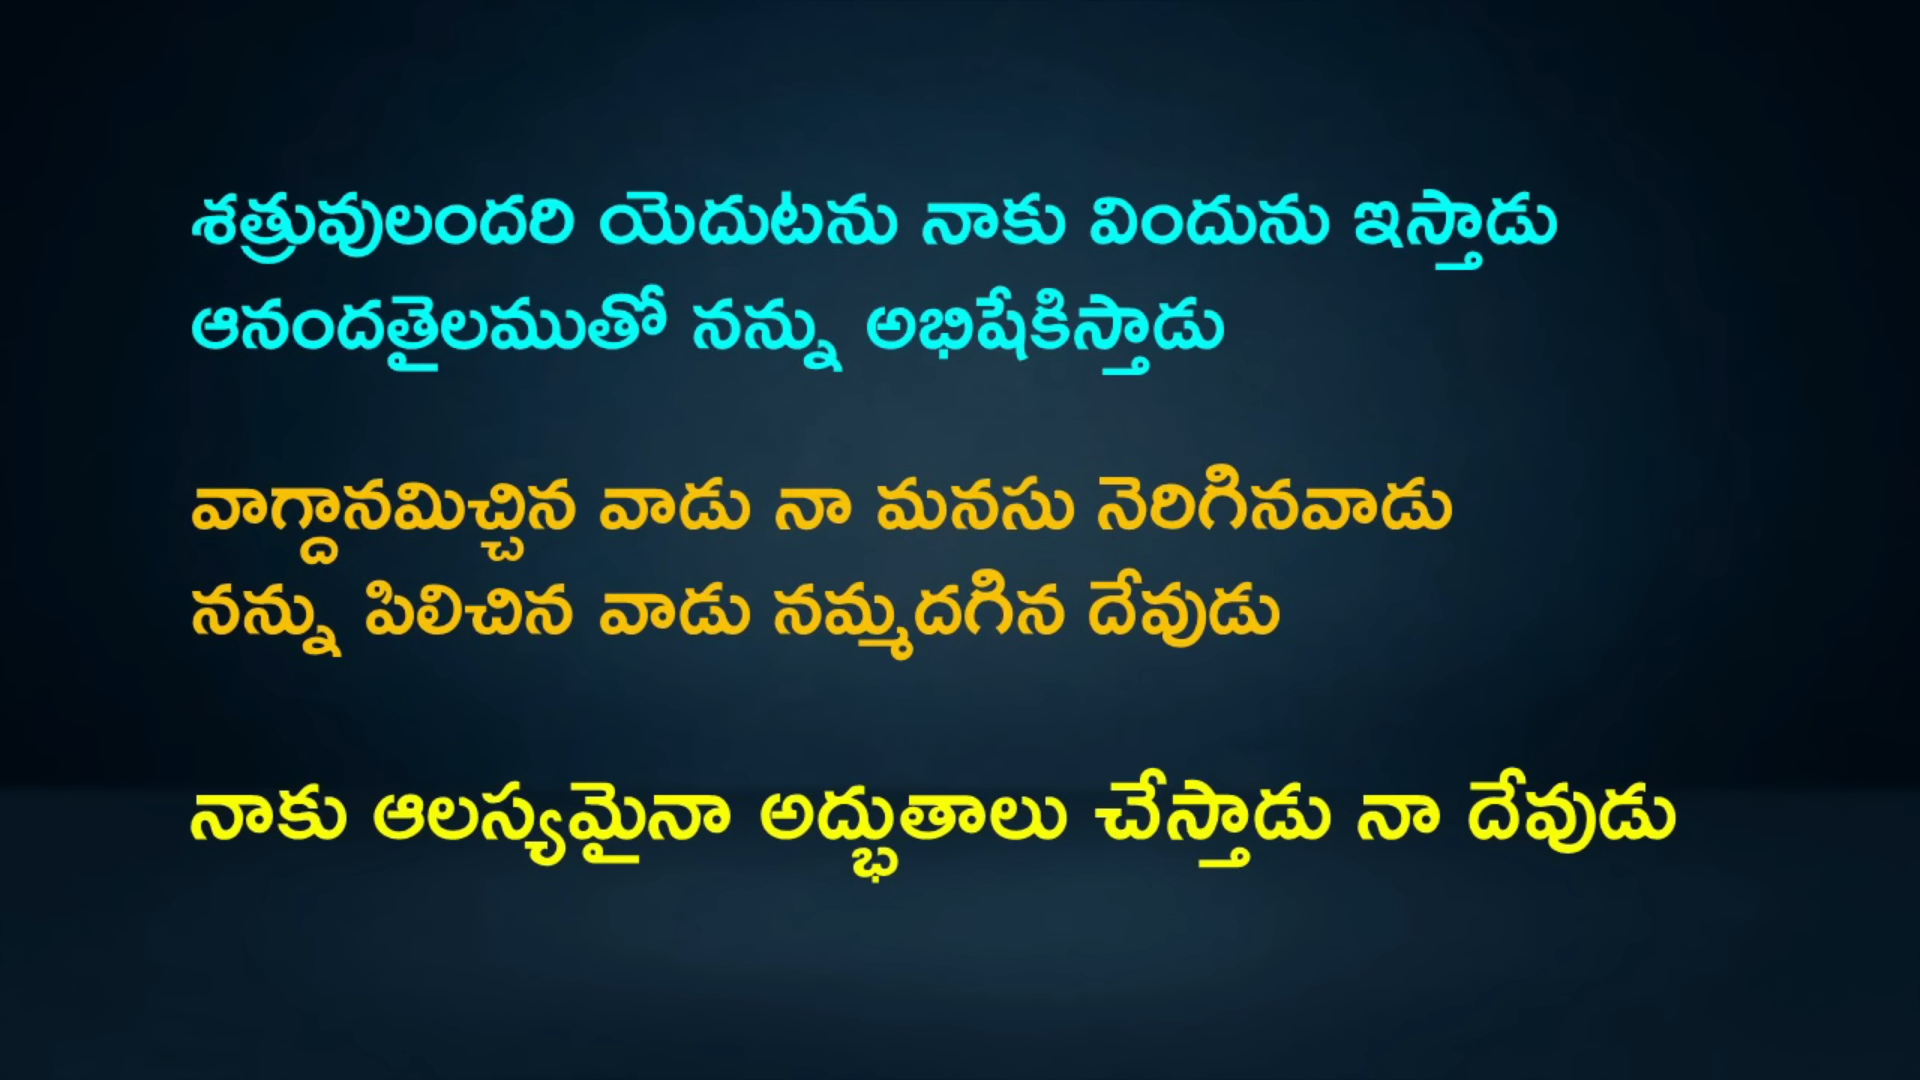 శత్రువులందరి యెదుటను నాకు విందును ఇస్తాడు
ఆనందతైలముతో నన్ను అభిషేకిస్తాడు
వాగ్దానమిచ్చిన వాడు నా మనసు నెరిగినవాడు
నన్ను పిలిచిన వాడు నమ్మదగిన దేవుడు
నాకు ఆలస్యమైనా అద్భుతాలు చేస్తాడు నా దేవుడు